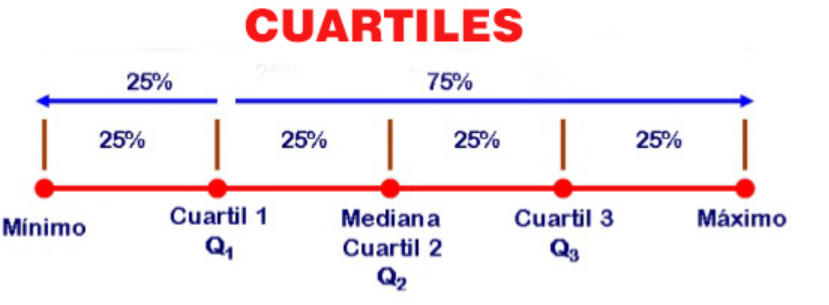 CUARTILES
25% 75%
25% 25% 25% 25%
Mínimo
Cuartil 1
Q₁
Mediana
Cuartil 2
Q₂
Cuartil 3
Q₃
Máximo